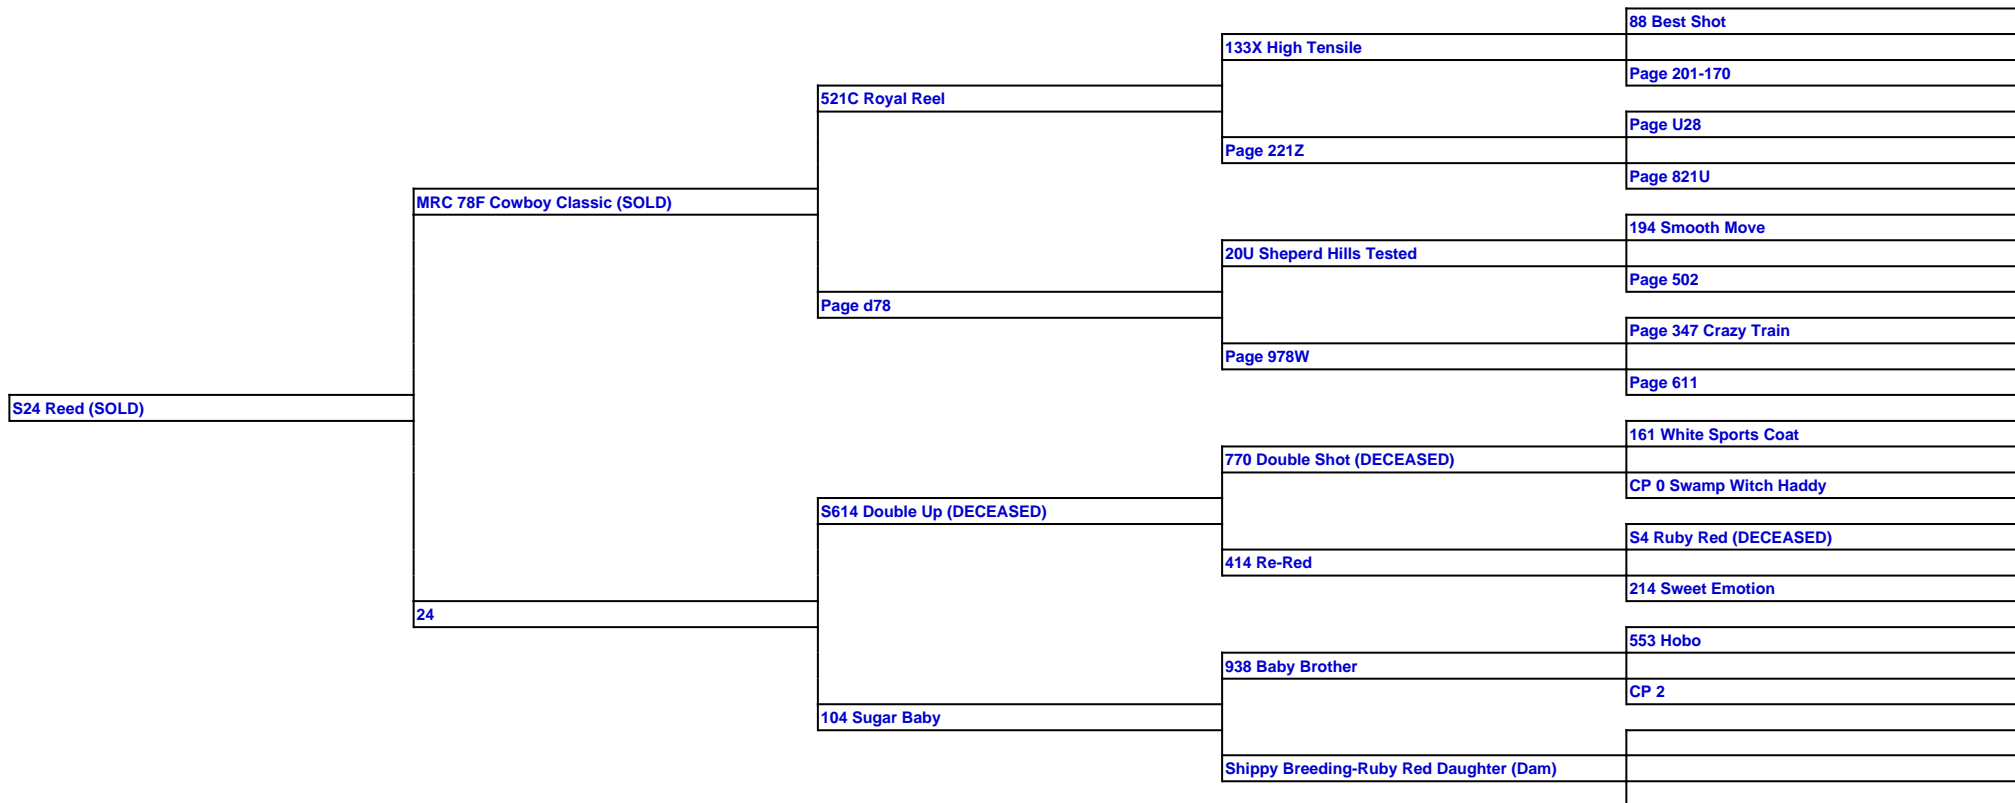 88 Best Shot
133X High Tensile
Page 201-170
521C Royal Reel
Page U28
Page 221Z
Page 821U
MRC 78F Cowboy Classic (SOLD)
194 Smooth Move
20U Sheperd Hills Tested
Page 502
Page d78
Page 347 Crazy Train
Page 978W
Page 611
S24 Reed (SOLD)
161 White Sports Coat
770 Double Shot (DECEASED)
CP 0 Swamp Witch Haddy
S614 Double Up (DECEASED)
S4 Ruby Red (DECEASED)
414 Re-Red
214 Sweet Emotion
24
553 Hobo
938 Baby Brother
CP 2
104 Sugar Baby
Shippy Breeding-Ruby Red Daughter (Dam)